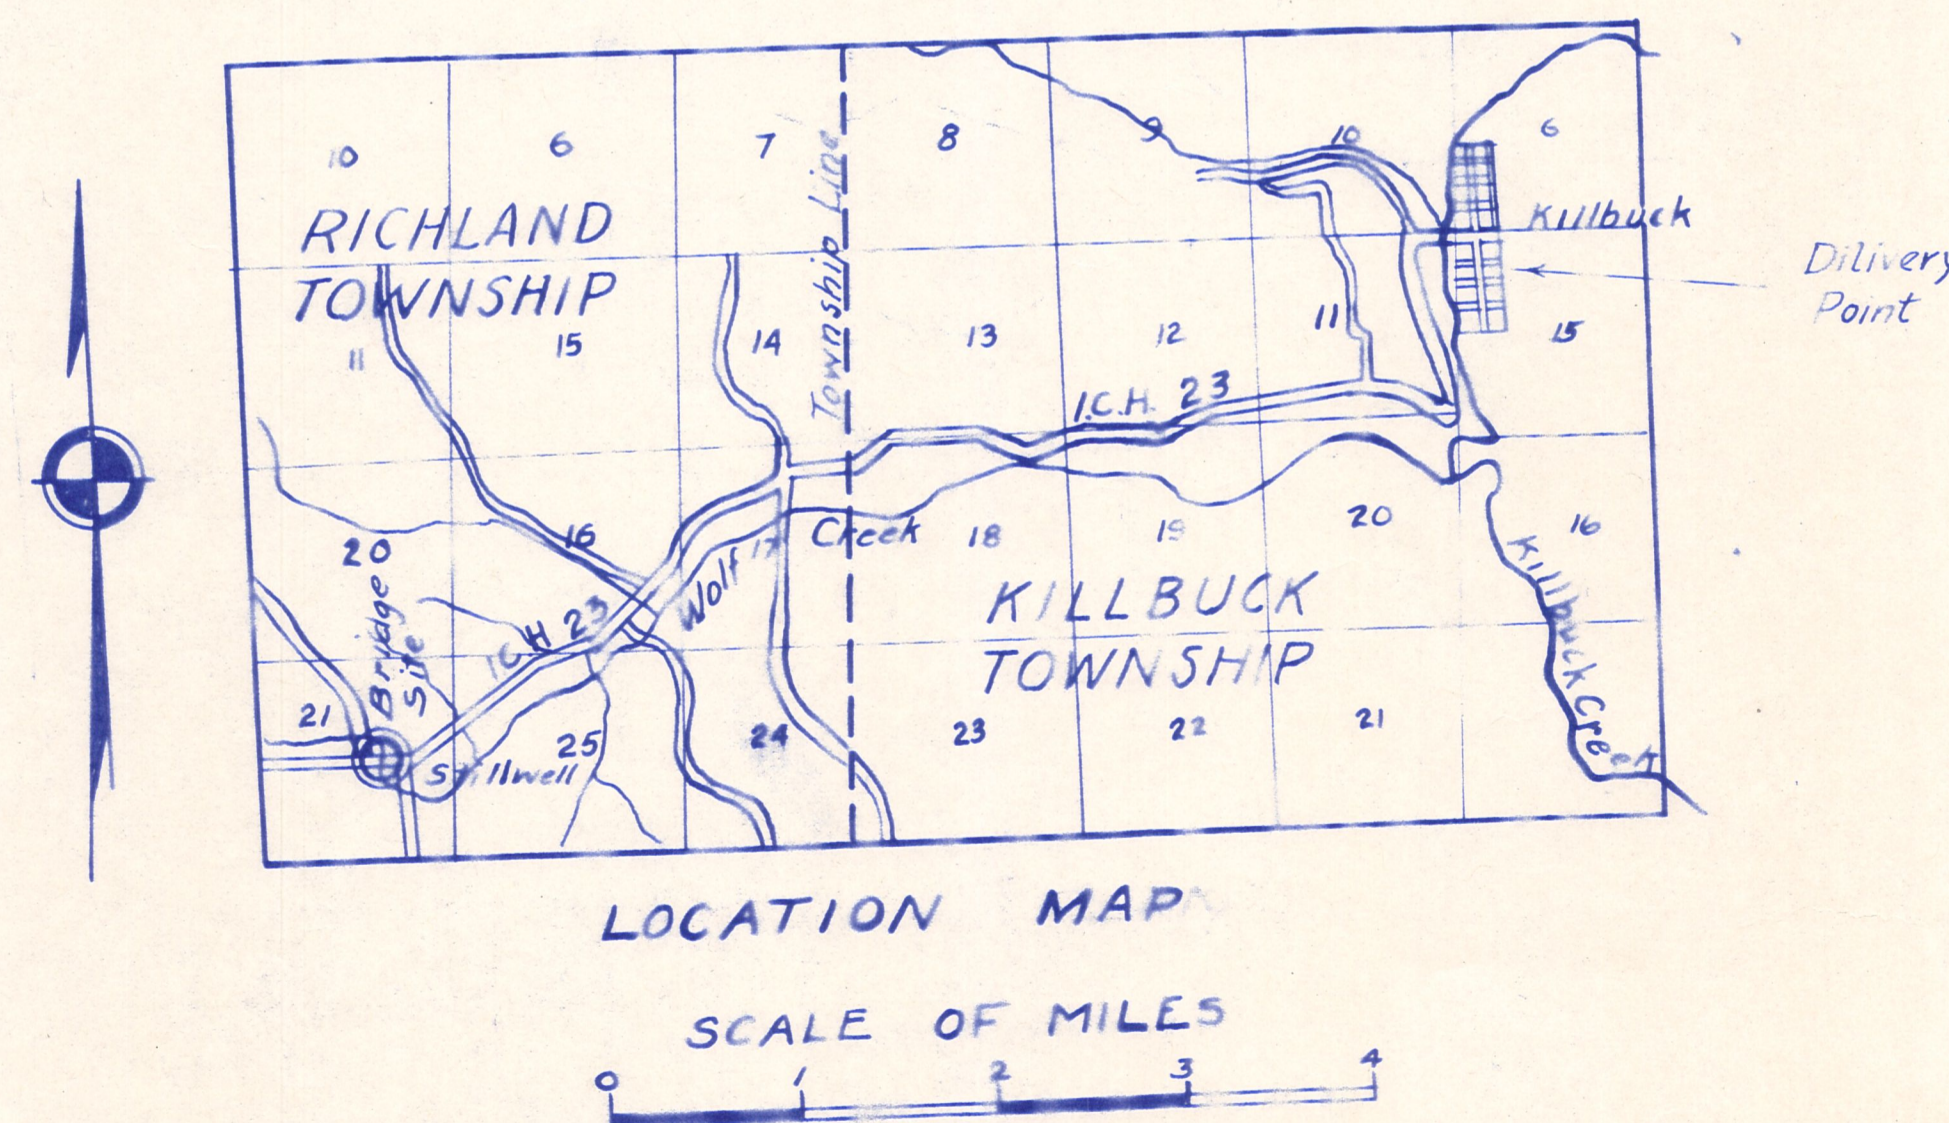 10 6 7 8 9 10 6
RICHLAND
TOWNSHIP
Township Line
Killbuck
Dilivery
Point
11 15 14 13 12 11 15
I.C.H. 23
20 16 17 18 19 20 16
Wolf Creek
Bridge
Site
I C H 23
KILLBUCK
TOWNSHIP
Killbuck Creek
21 25 24 23 22 21
Stillwell
LOCATION MAP
SCALE OF MILES
0 1 2 3 4